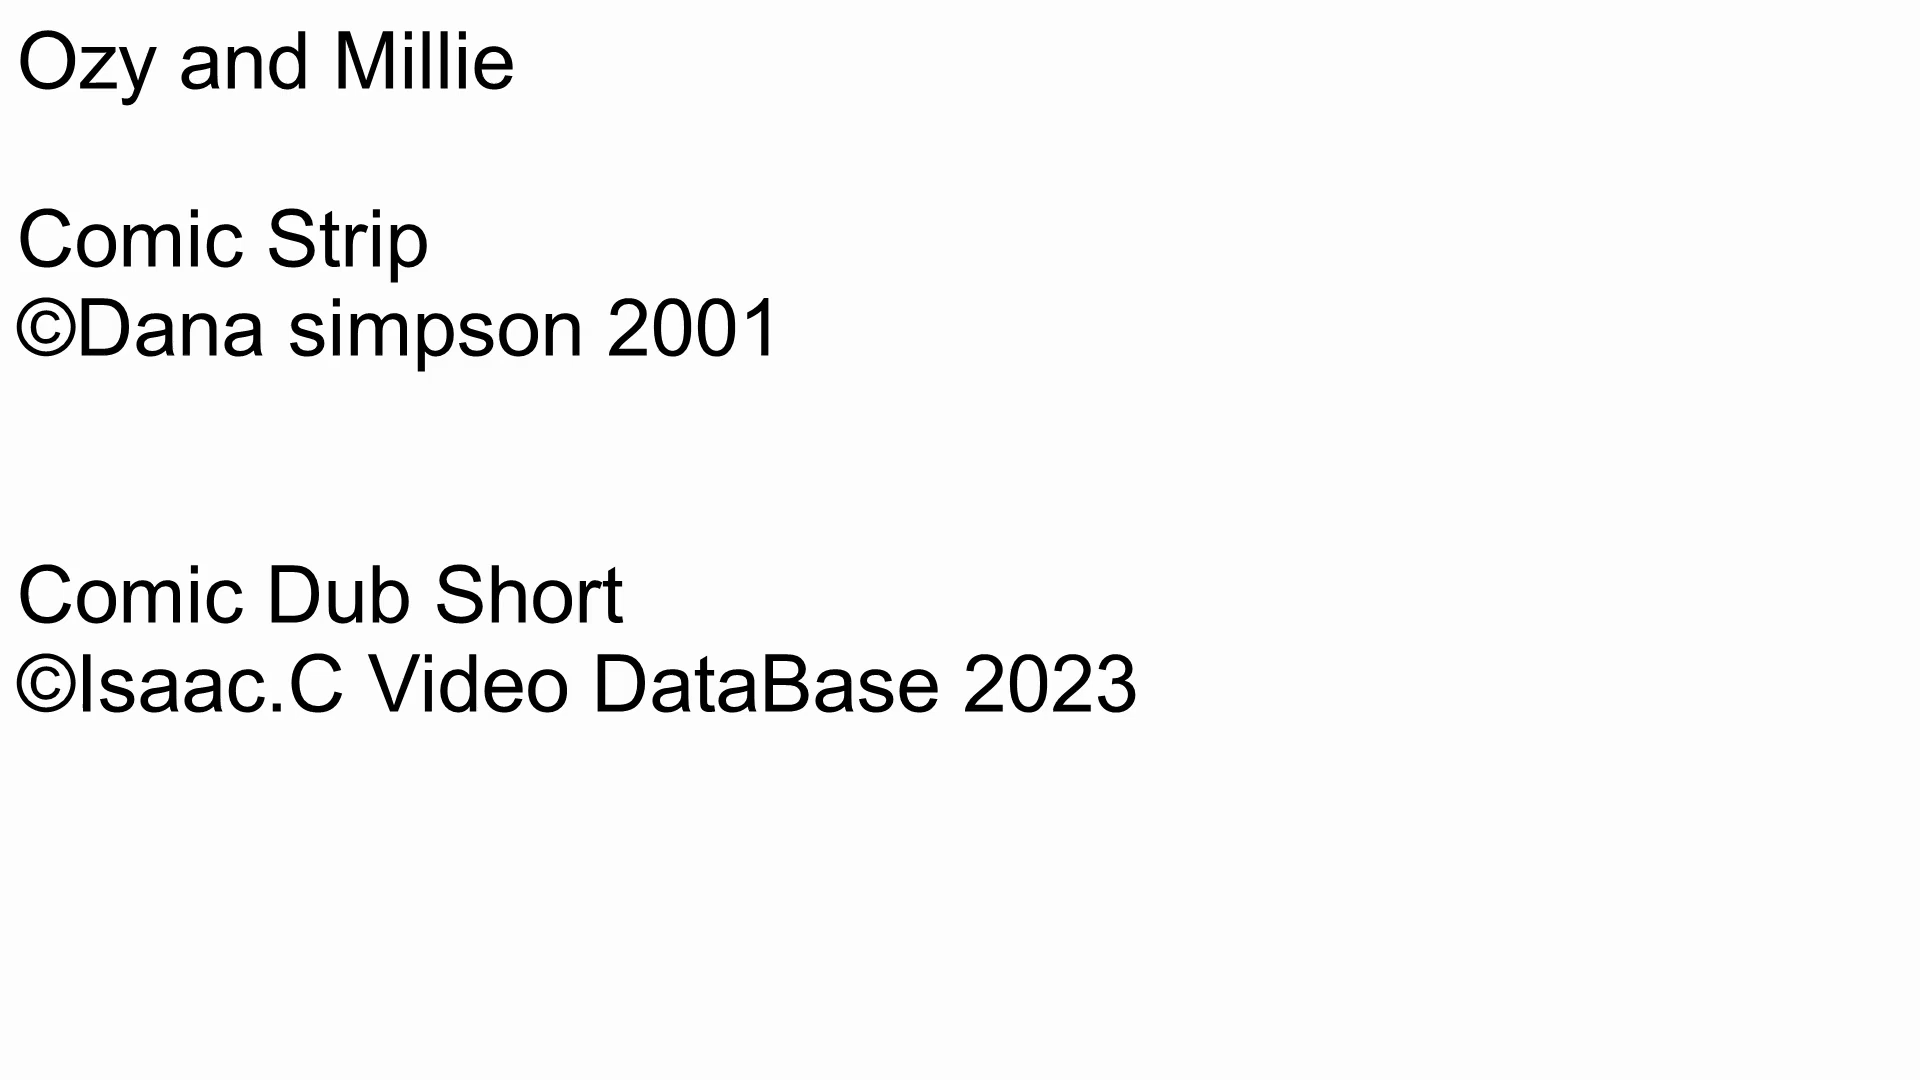 Ozy and Millie
Comic Strip
©Dana simpson 2001
Comic Dub Short
©Isaac.C Video DataBase 2023